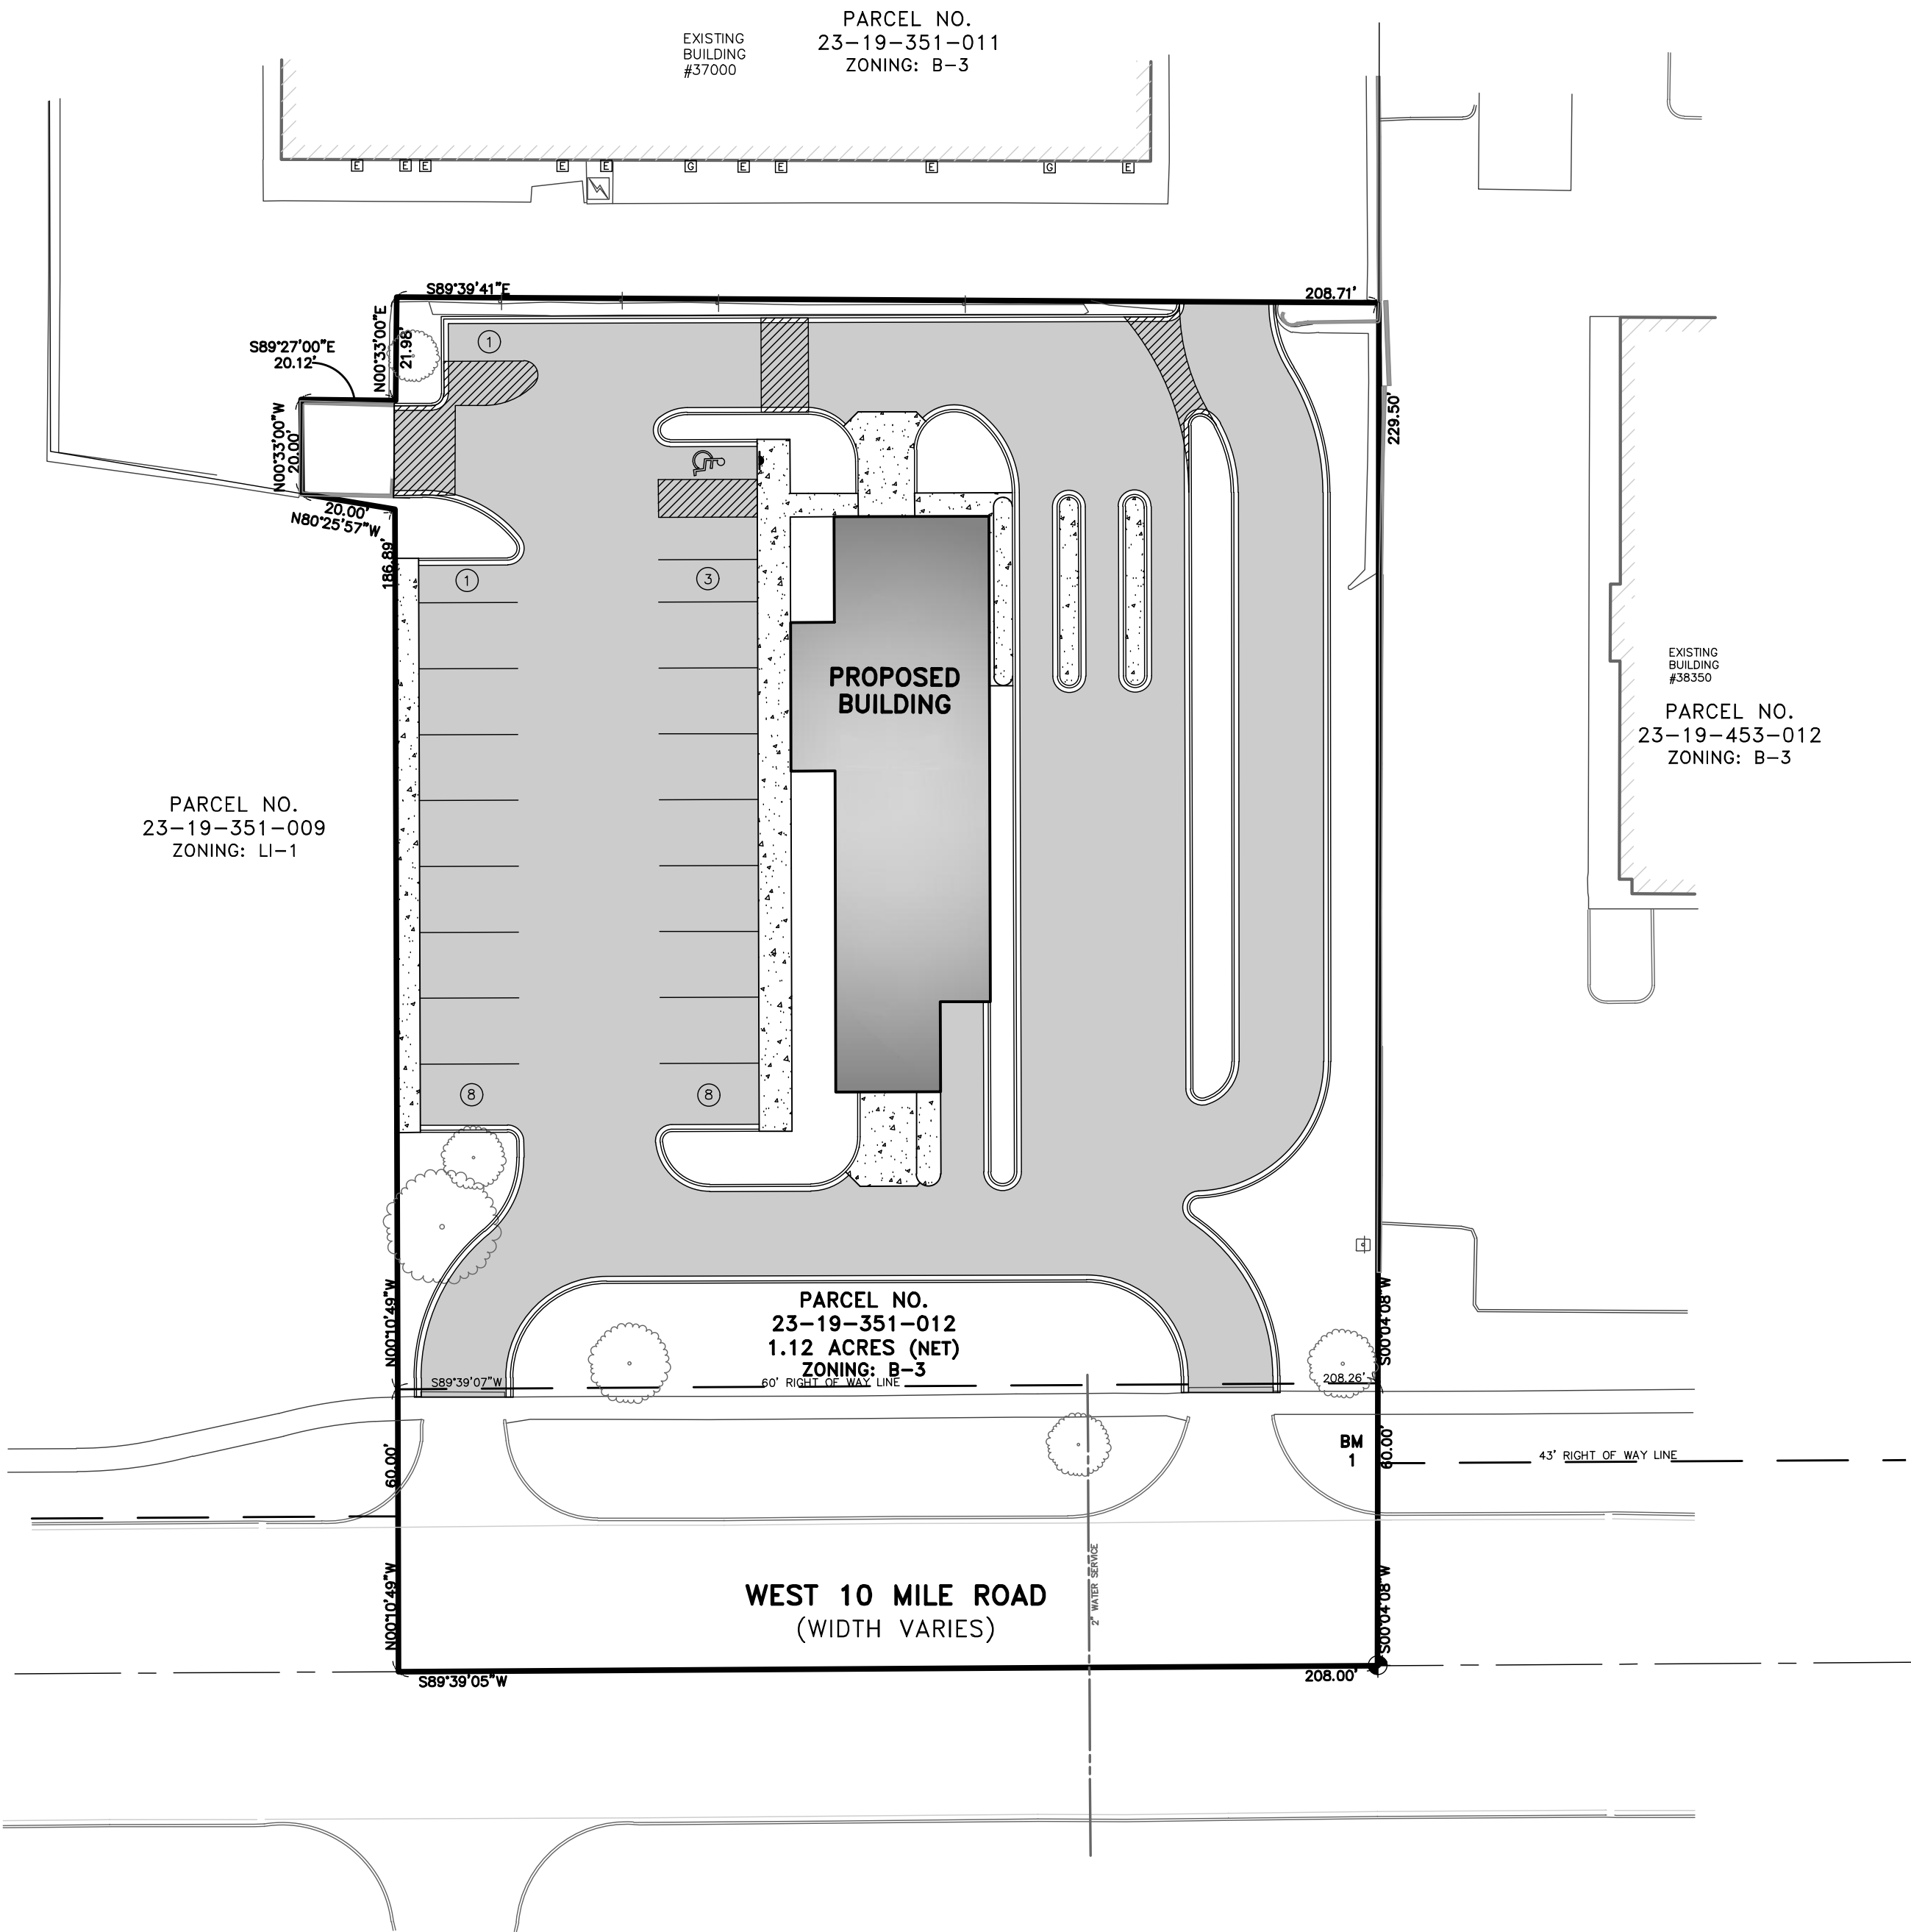 PARCEL NO.
23-19-351-011
ZONING: B-3
EXISTING
BUILDING
#37000
E
E
E
E
E
G
E
E
E
G
E
S89°39'41"E
208.71'
N00°33'00"E
21.98'
S89°27'00"E
20.12'
N00°33'00"W
20.00'
20.00'
N80°25'57"W
186.89'
229.50'
1
1
3
PROPOSED
BUILDING
EXISTING
BUILDING
#38350
PARCEL NO.
23-19-453-012
ZONING: B-3
PARCEL NO.
23-19-351-009
ZONING: LI-1
8
8
N00°10'49"W
S00°04'08"W
PARCEL NO.
23-19-351-012
1.12 ACRES (NET)
ZONING: B-3
S89°39'07"W
60' RIGHT OF WAY LINE
208.26'
60.00'
BM
1
60.00'
43' RIGHT OF WAY LINE
N00°10'49"W
2" WATER SERVICE
S00°04'08"W
WEST 10 MILE ROAD
(WIDTH VARIES)
S89°39'05"W
208.00'